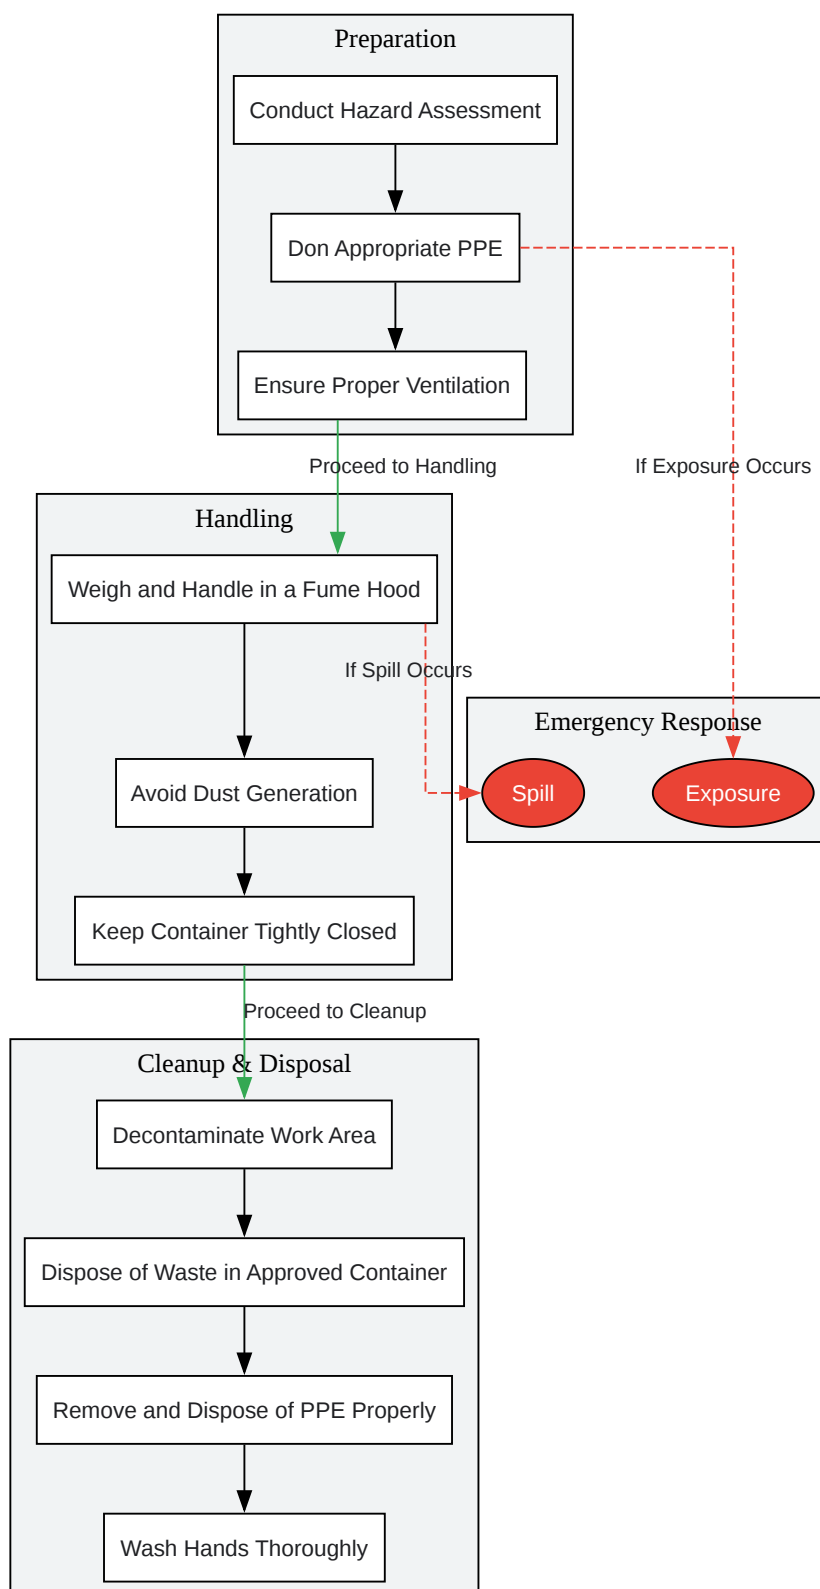 Preparation
Conduct Hazard Assessment
Don Appropriate PPE
Ensure Proper Ventilation
Proceed to Handling
If Exposure Occurs
Handling
Weigh and Handle in a Fume Hood
If Spill Occurs
Emergency Response
Spill
Exposure
Avoid Dust Generation
Keep Container Tightly Closed
Proceed to Cleanup
Cleanup & Disposal
Decontaminate Work Area
Dispose of Waste in Approved Container
Remove and Dispose of PPE Properly
Wash Hands Thoroughly